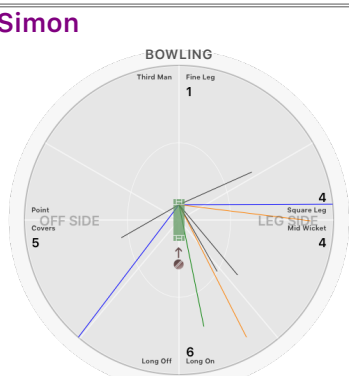 Simon
BOWLING
Third Man Fine Leg
1
4
Point Square Leg
OFF SIDE LEG SIDE
Covers Mid Wicket
5 4
6
Long Off Long On